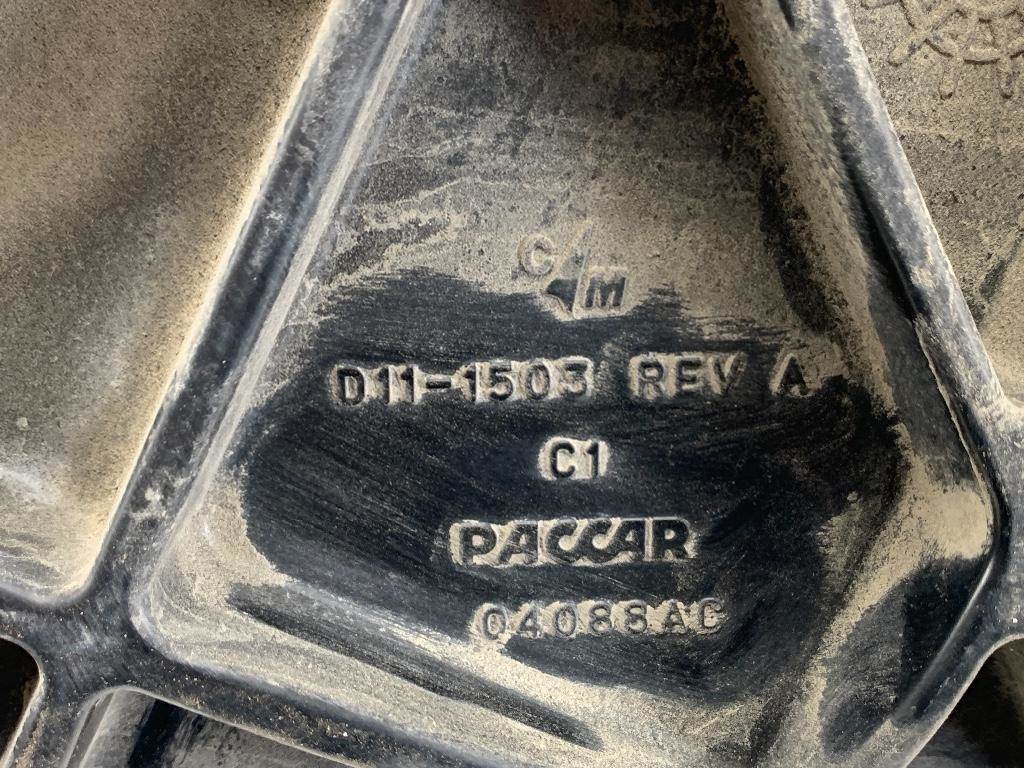 C/M
D11-1503 REV A
C1
PACCAR
04088AC